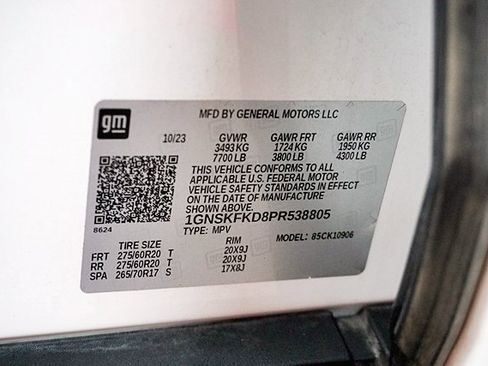 gm
MFD BY GENERAL MOTORS LLC
10/23 GVWR GAWR FRT GAWR RR
3493 KG 1724 KG 1950 KG
7700 LB 3800 LB 4300 LB
THIS VEHICLE CONFORMS TO ALL
APPLICABLE U.S. FEDERAL MOTOR
VEHICLE SAFETY STANDARDS IN EFFECT
ON THE DATE OF MANUFACTURE
SHOWN ABOVE.
1GNSKFKD8PR538805
8624 TYPE: MPV MODEL: 85CK10906
TIRE SIZE RIM
FRT 275/60R20 T 20X9J
RR 275/60R20 T 20X9J
SPA 265/70R17 S 17X8J